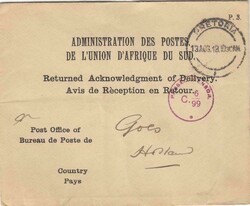 P. 3.
PRETORIA
ADMINISTRATION DES POSTES
DE L'UNION D'AFRIQUE DU SUD.
Returned Acknowledgment of Delivery.
Avis de Réception en Retour.
C. 99
Post Office of
Bureau de Poste de
Goes
Holland
Country
Pays